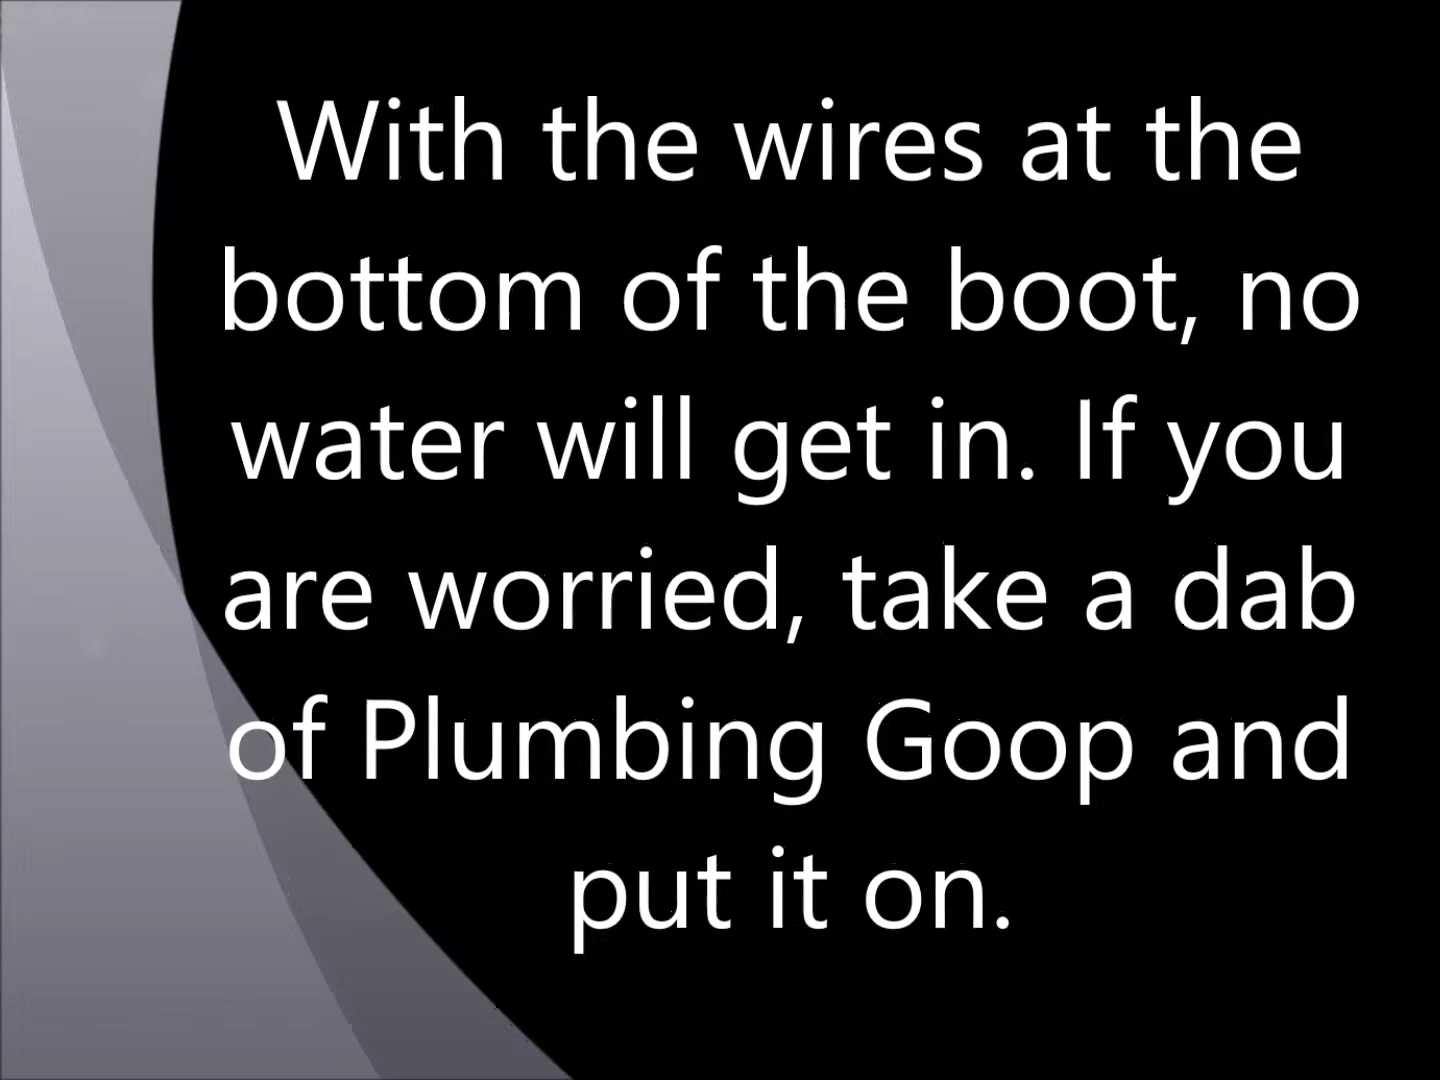 With the wires at the
bottom of the boot, no
water will get in. If you
are worried, take a dab
of Plumbing Goop and
put it on.